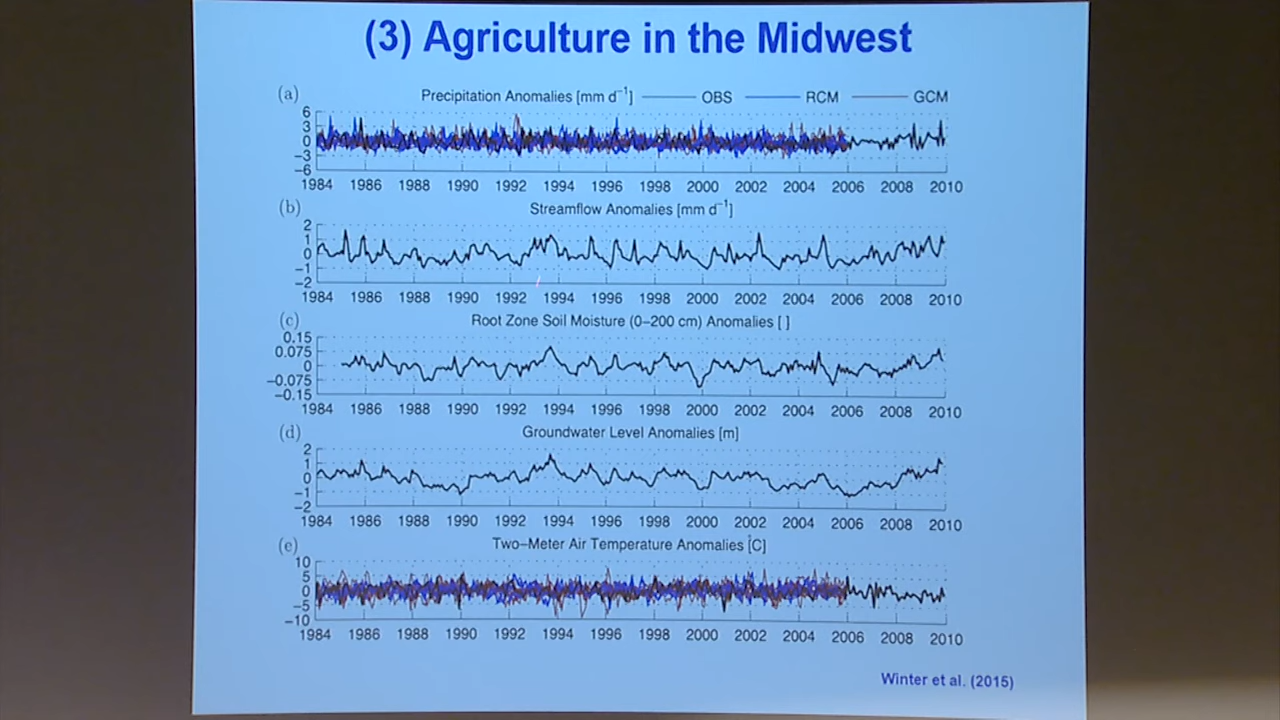 (3) Agriculture in the Midwest
(a) Precipitation Anomalies [mm d⁻¹] OBS RCM GCM
6
3
0
−3
−6
1984 1986 1988 1990 1992 1994 1996 1998 2000 2002 2004 2006 2008 2010
(b) Streamflow Anomalies [mm d⁻¹]
2
1
0
−1
−2
1984 1986 1988 1990 1992 1994 1996 1998 2000 2002 2004 2006 2008 2010
(c) Root Zone Soil Moisture (0–200 cm) Anomalies [ ]
0.15
0.075
0
−0.075
−0.15
1984 1986 1988 1990 1992 1994 1996 1998 2000 2002 2004 2006 2008 2010
(d) Groundwater Level Anomalies [m]
2
1
0
−1
−2
1984 1986 1988 1990 1992 1994 1996 1998 2000 2002 2004 2006 2008 2010
(e) Two–Meter Air Temperature Anomalies [°C]
10
5
0
−5
−10
1984 1986 1988 1990 1992 1994 1996 1998 2000 2002 2004 2006 2008 2010
Winter et al. (2015)